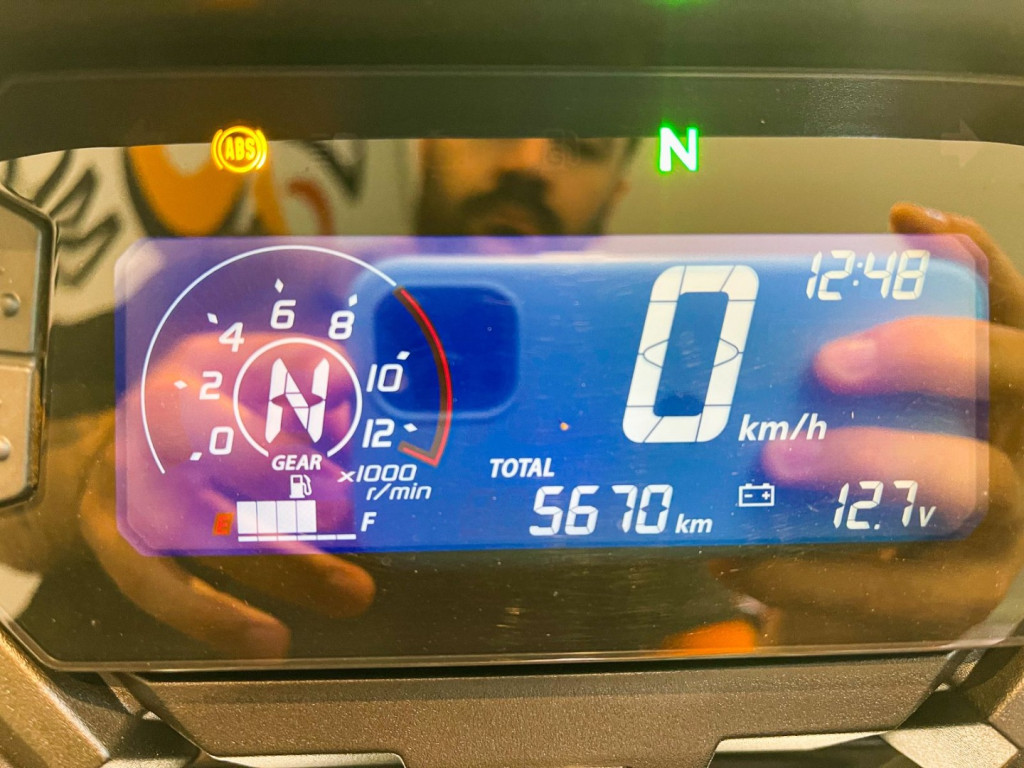 ABS
N
12:48
6
4
8
0
2
N
10
0
12
km/h
GEAR
x1000
r/min
TOTAL
E
F
5670 km
12.7 v